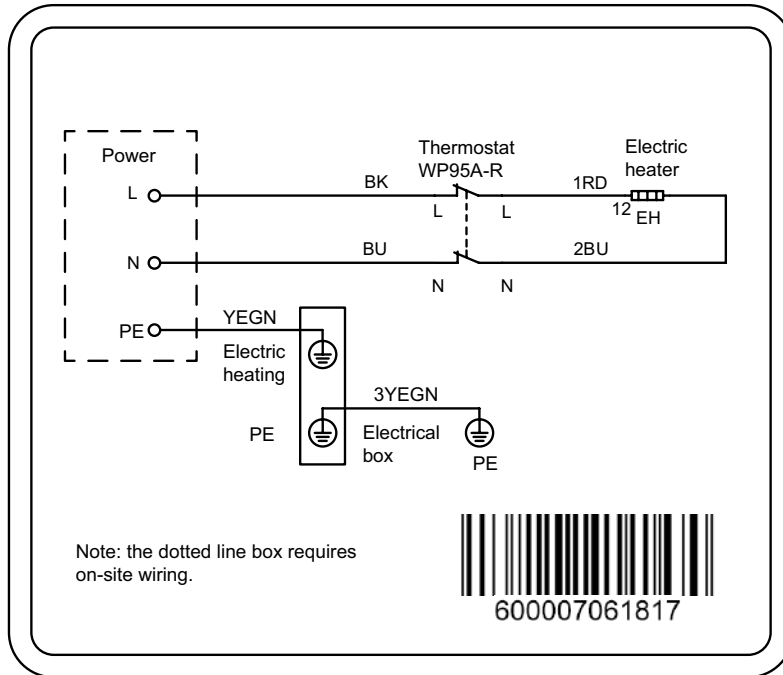 Power
Thermostat
WP95A-R
Electric
heater
L
BK
L
L
1RD
12
EH
N
BU
2BU
N
N
PE
YEGN
Electric
heating
3YEGN
PE
Electrical
box
PE
Note: the dotted line box requires
on-site wiring.
600007061817